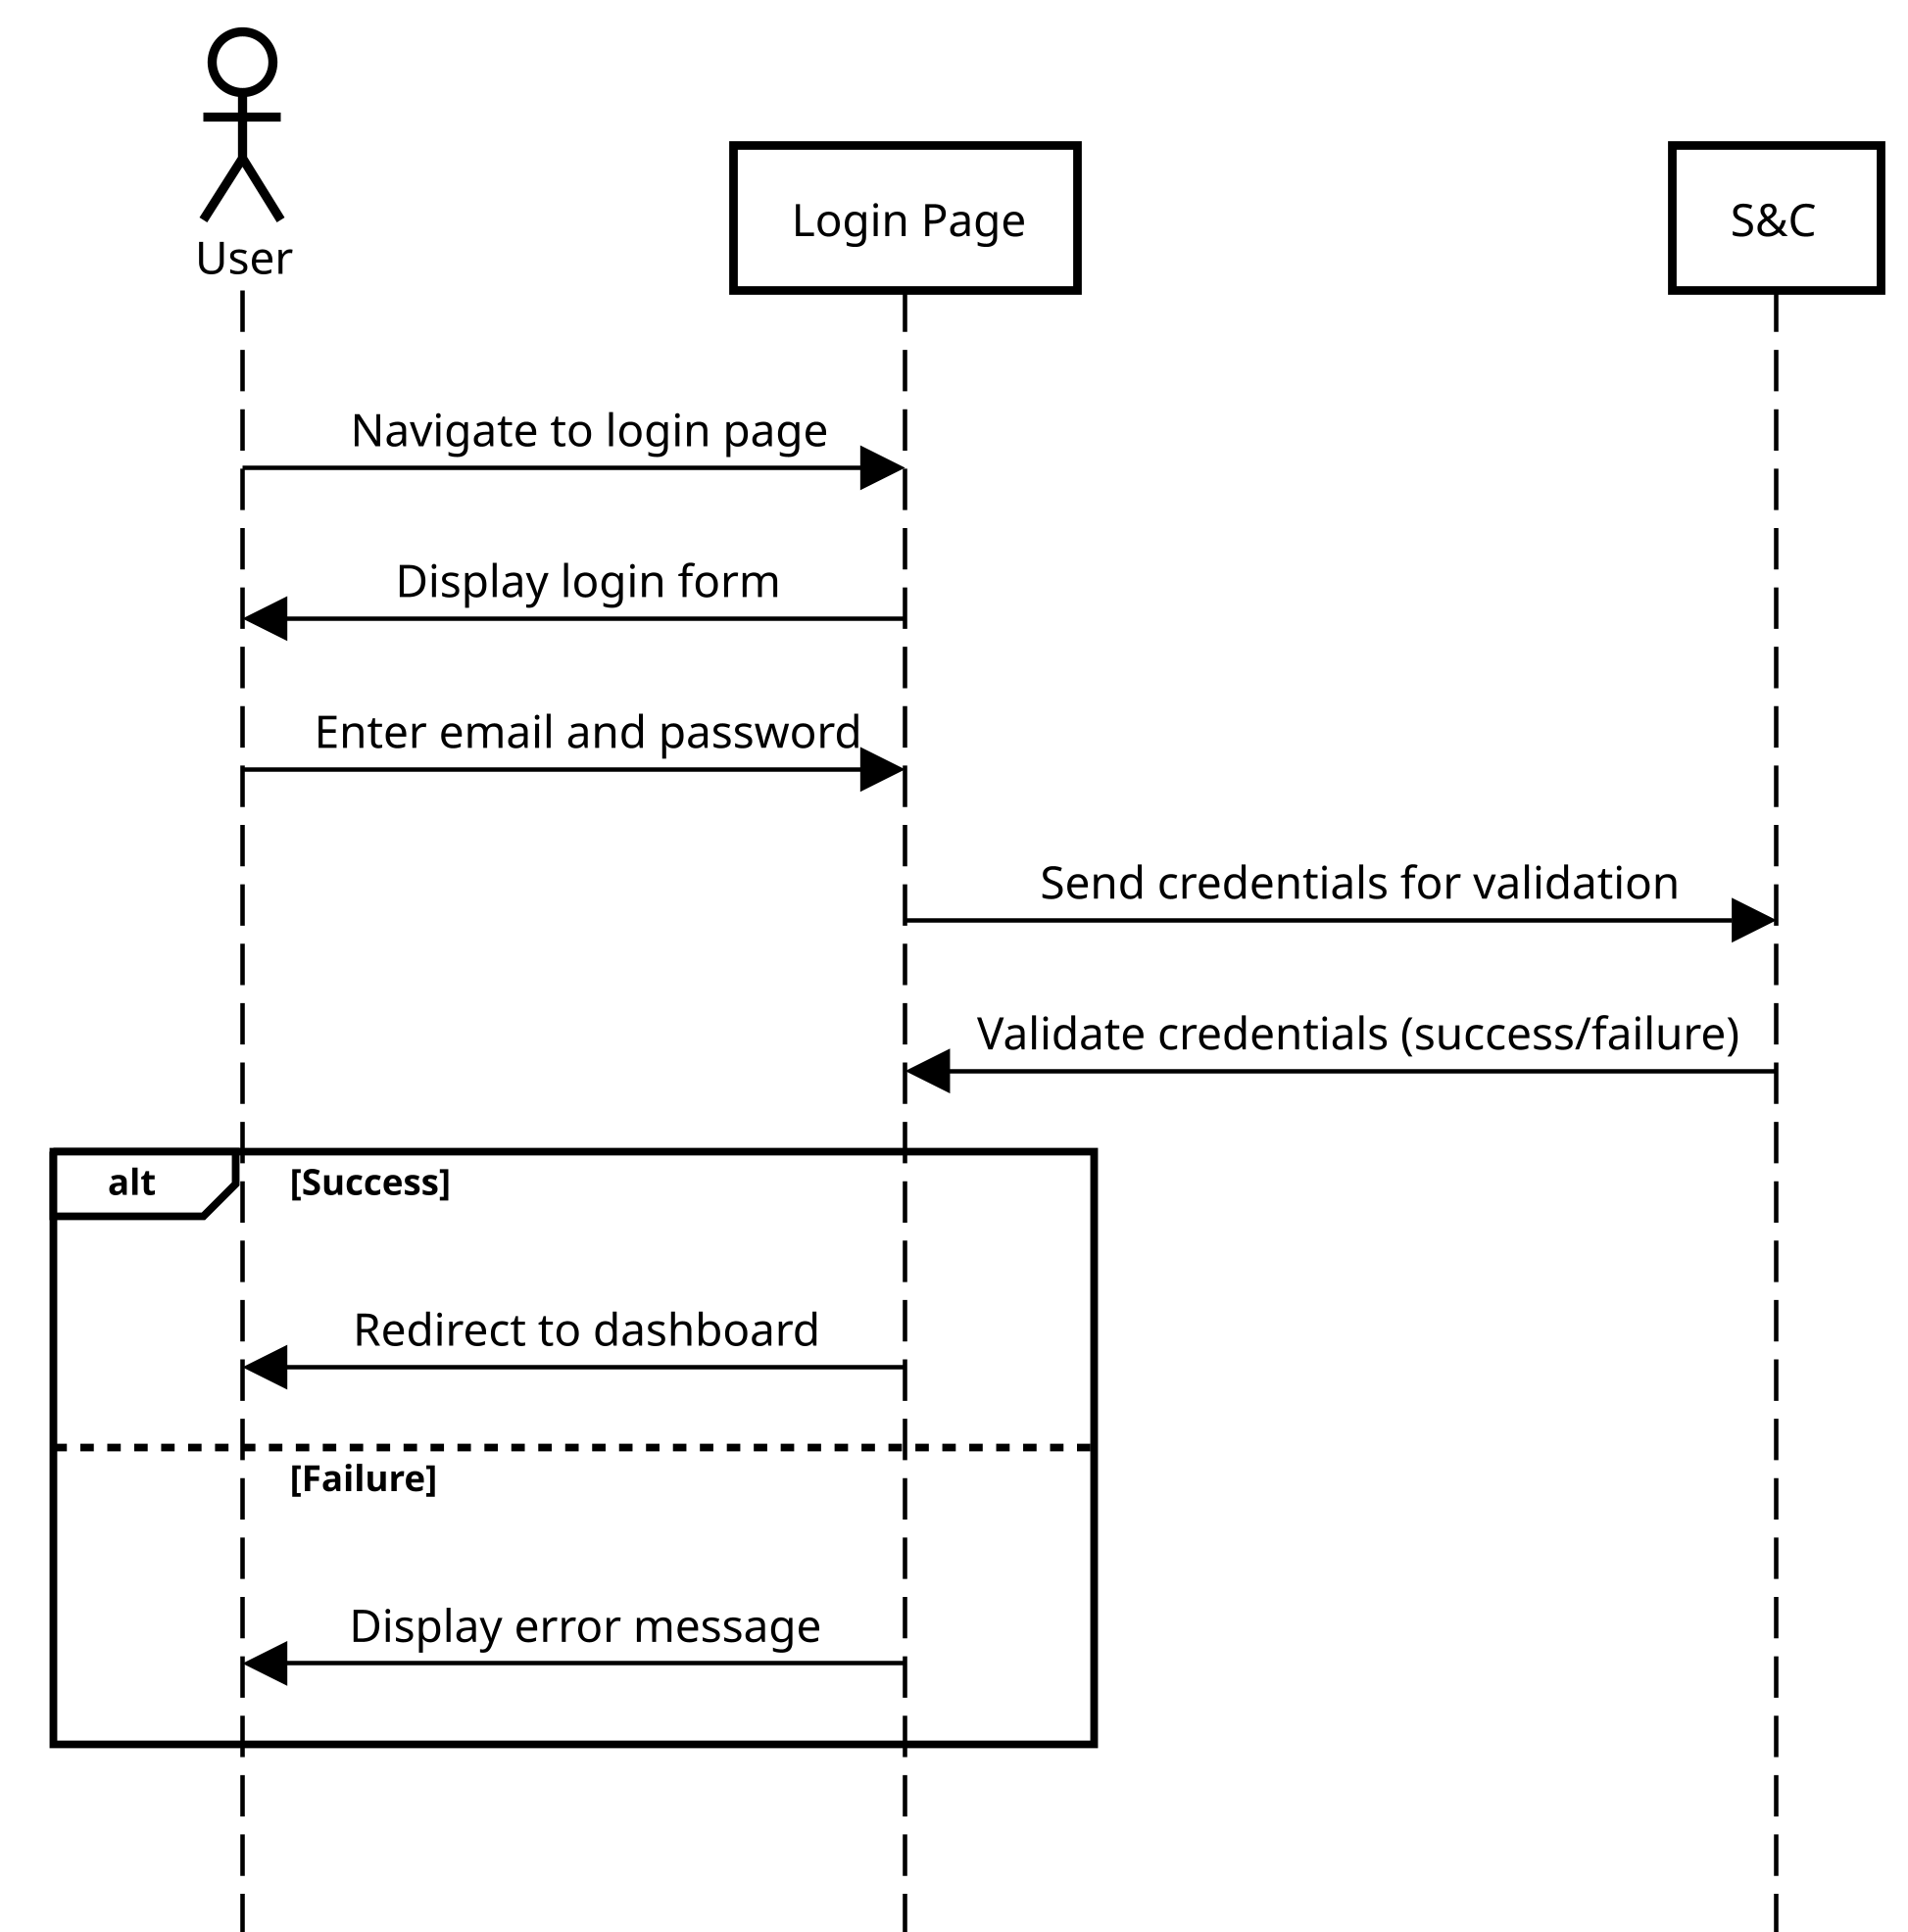 User
Login Page
S&C
Navigate to login page
Display login form
Enter email and password
Send credentials for validation
Validate credentials (success/failure)
alt
[Success]
Redirect to dashboard
[Failure]
Display error message